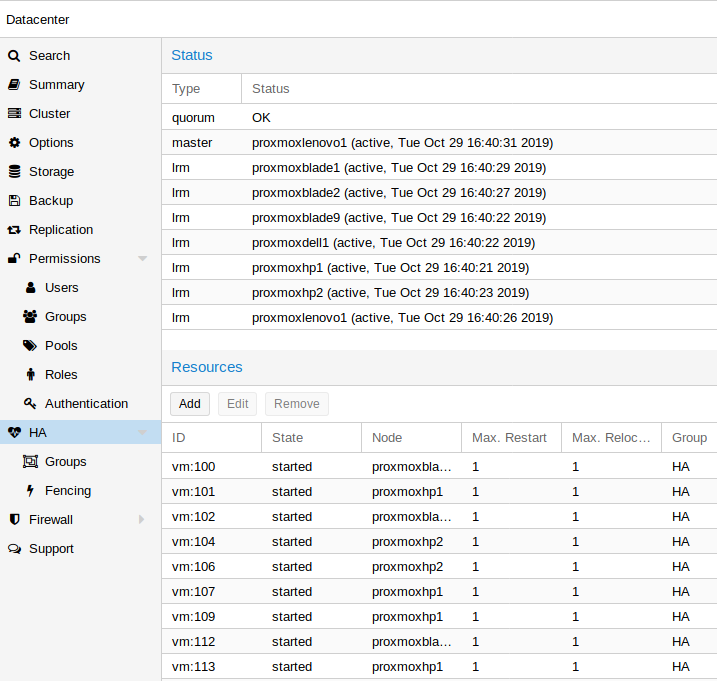 Datacenter
Search
Summary
Cluster
Options
Storage
Backup
Replication
Permissions
Users
Groups
Pools
Roles
Authentication
HA
Groups
Fencing
Firewall
Support
Status
Type Status
quorum OK
master proxmoxlenovo1 (active, Tue Oct 29 16:40:31 2019)
lrm proxmoxblade1 (active, Tue Oct 29 16:40:29 2019)
lrm proxmoxblade2 (active, Tue Oct 29 16:40:27 2019)
lrm proxmoxblade9 (active, Tue Oct 29 16:40:22 2019)
lrm proxmoxdell1 (active, Tue Oct 29 16:40:22 2019)
lrm proxmoxhp1 (active, Tue Oct 29 16:40:21 2019)
lrm proxmoxhp2 (active, Tue Oct 29 16:40:23 2019)
lrm proxmoxlenovo1 (active, Tue Oct 29 16:40:26 2019)
Resources
Add Edit Remove
ID State Node Max. Restart Max. Reloc... Group
vm:100 started proxmoxbla... 1 1 HA
vm:101 started proxmoxhp1 1 1 HA
vm:102 started proxmoxbla... 1 1 HA
vm:104 started proxmoxhp2 1 1 HA
vm:106 started proxmoxhp2 1 1 HA
vm:107 started proxmoxhp1 1 1 HA
vm:109 started proxmoxhp1 1 1 HA
vm:112 started proxmoxbla... 1 1 HA
vm:113 started proxmoxhp1 1 1 HA